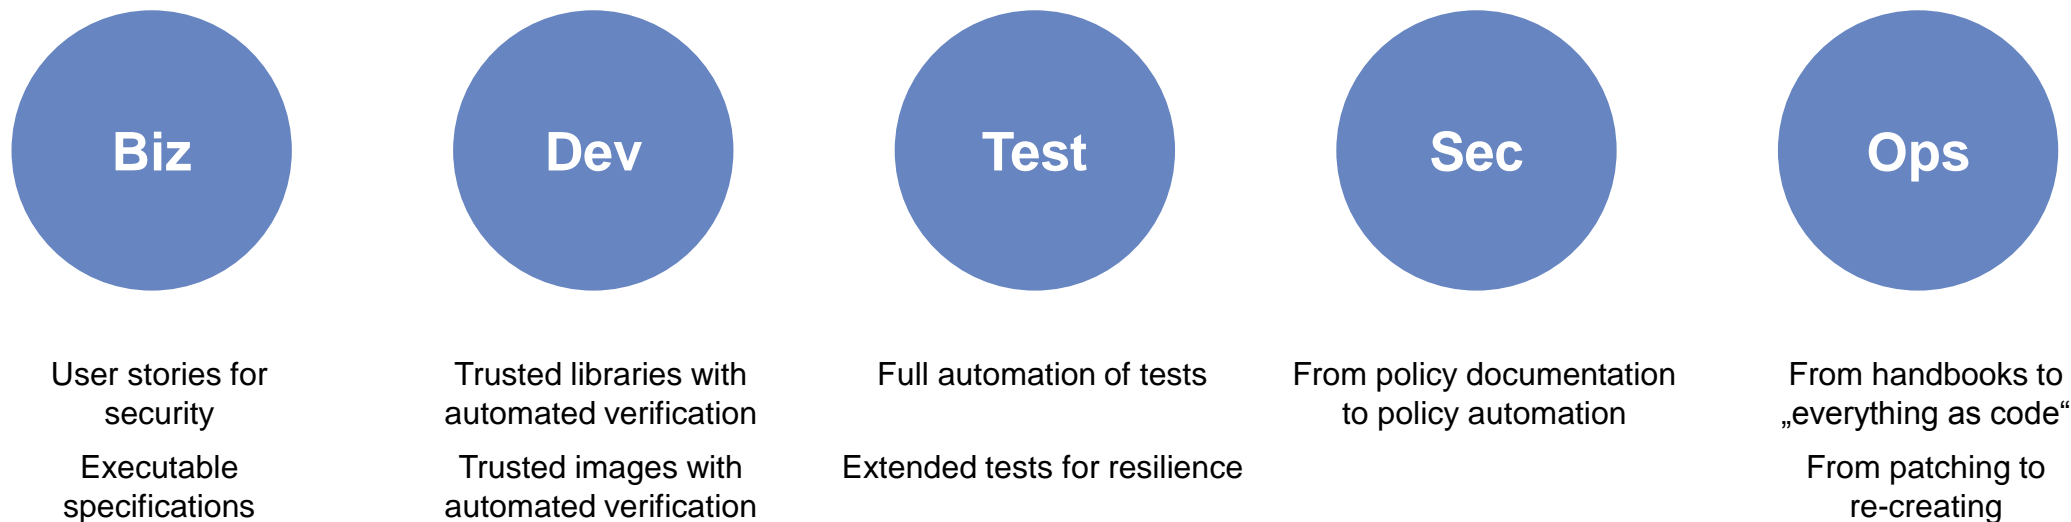 Biz
Dev
Test
Sec
Ops
User stories for
security
Executable
specifications
Trusted libraries with
automated verification
Trusted images with
automated verification
Full automation of tests
Extended tests for resilience
From policy documentation
to policy automation
From handbooks to
„everything as code“
From patching to
re-creating